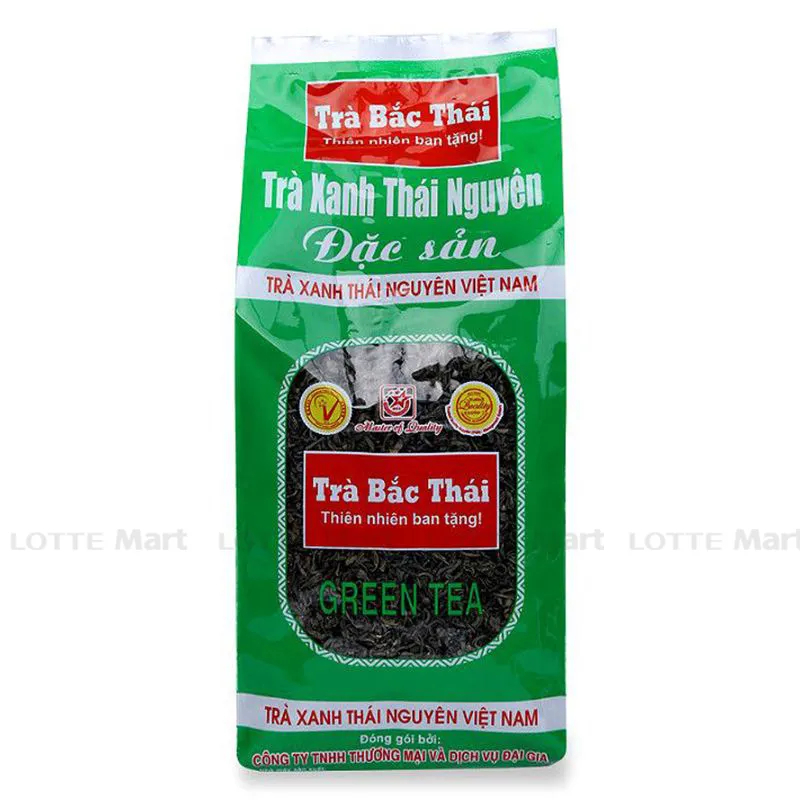 Trà Bắc Thái
Thiên nhiên ban tặng!
Trà Xanh Thái Nguyên
Đặc sản
TRÀ XANH THÁI NGUYÊN VIỆT NAM
Quality
Master of Quality
Trà Bắc Thái
Thiên nhiên ban tặng!
LOTTE Mart LOTTE Mart
GREEN TEA
TRÀ XANH THÁI NGUYÊN VIỆT NAM
Đóng gói bởi:
CÔNG TY TNHH THƯƠNG MẠI VÀ DỊCH VỤ ĐẠI GIA